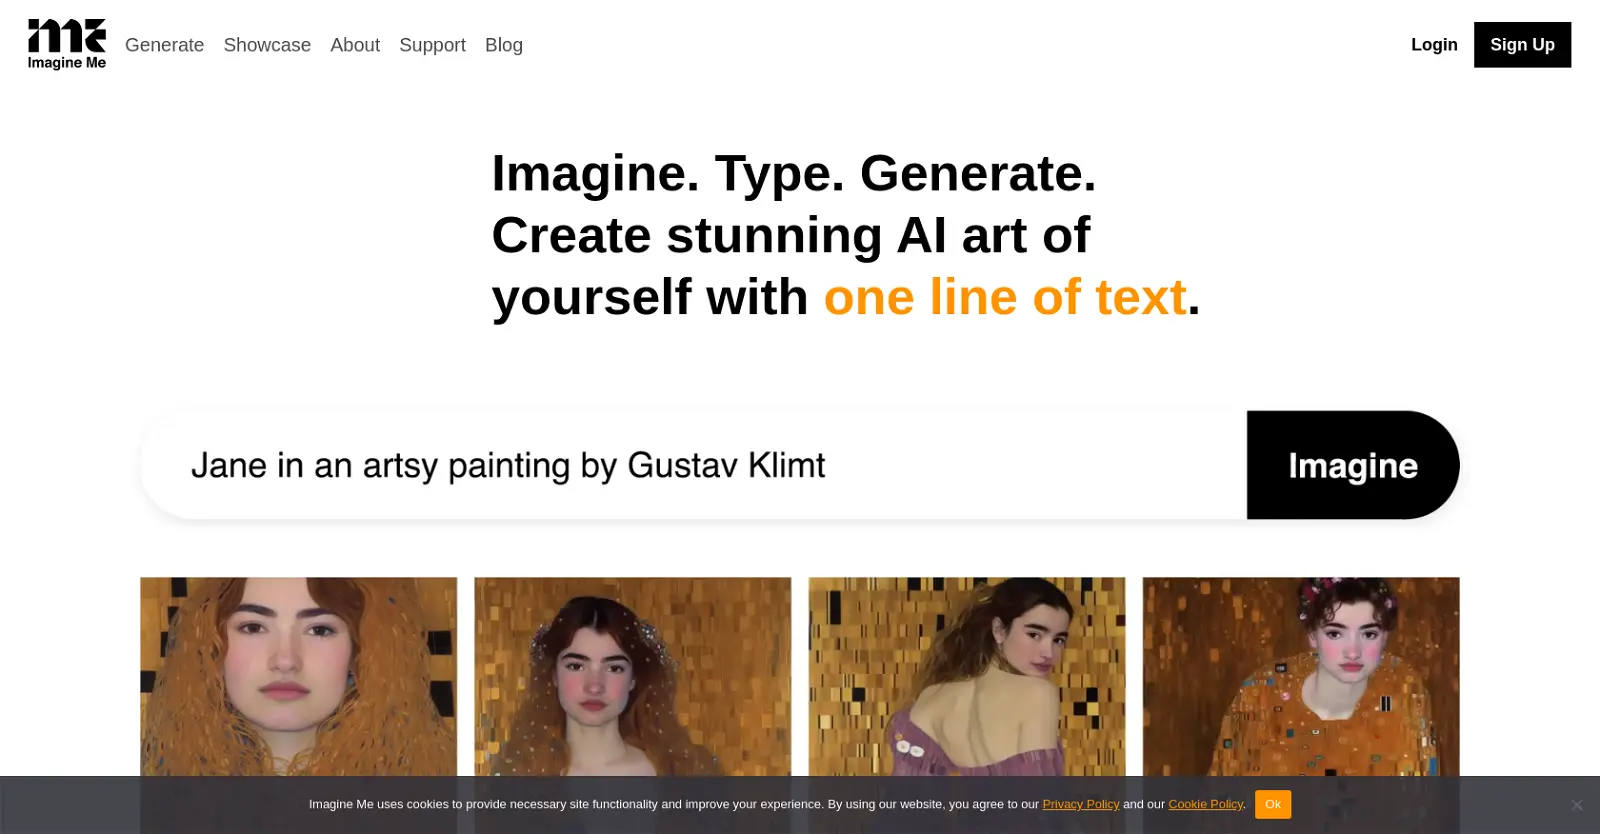 Imagine Me
Generate
Showcase
About
Support
Blog
Login
Sign Up
Imagine. Type. Generate.
Create stunning AI art of
yourself with one line of text.
Jane in an artsy painting by Gustav Klimt
Imagine
Imagine Me uses cookies to provide necessary site functionality and improve your experience. By using our website, you agree to our Privacy Policy and our Cookie Policy.
Ok